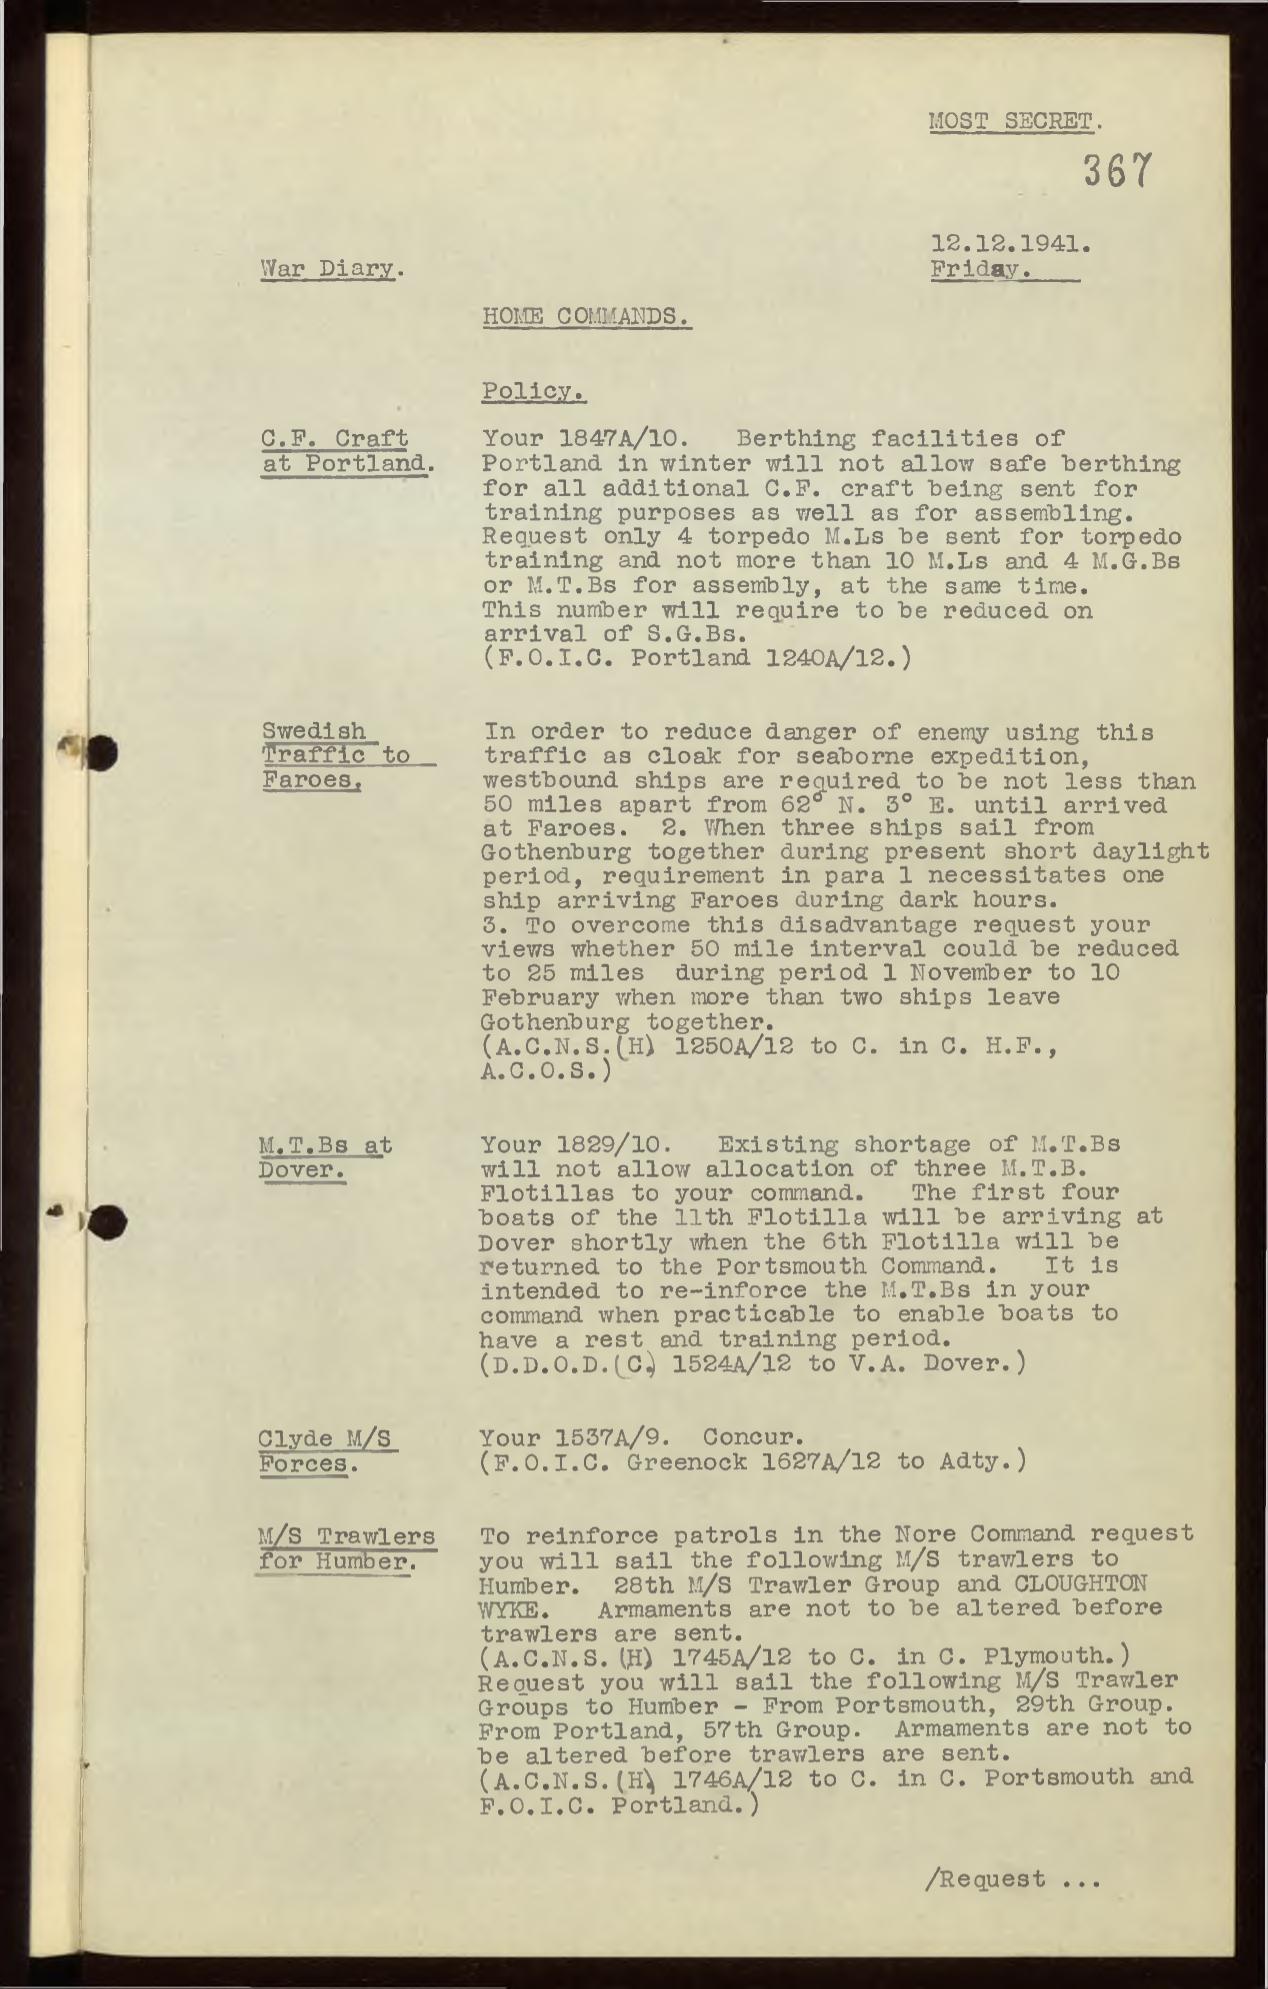 MOST SECRET.
367
12.12.1941.
War Diary.
Friday.
HOME COMMANDS.
Policy.
C.F. Craft
at Portland.
Your 1847A/10. Berthing facilities of
Portland in winter will not allow safe berthing
for all additional C.F. craft being sent for
training purposes as well as for assembling.
Request only 4 torpedo M.Ls be sent for torpedo
training and not more than 10 M.Ls and 4 M.G.Bs
or M.T.Bs for assembly, at the same time.
This number will require to be reduced on
arrival of S.G.Bs.
(F.O.I.C. Portland 1240A/12.)
Swedish
Traffic to
Faroes.
In order to reduce danger of enemy using this
traffic as cloak for seaborne expedition,
westbound ships are required to be not less than
50 miles apart from 62° N. 3° E. until arrived
at Faroes. 2. When three ships sail from
Gothenburg together during present short daylight
period, requirement in para 1 necessitates one
ship arriving Faroes during dark hours.
3. To overcome this disadvantage request your
views whether 50 mile interval could be reduced
to 25 miles during period 1 November to 10
February when more than two ships leave
Gothenburg together.
(A.C.N.S.(H) 1250A/12 to C. in C. H.F.,
A.C.O.S.)
M.T.Bs at
Dover.
Your 1829/10. Existing shortage of M.T.Bs
will not allow allocation of three M.T.B.
Flotillas to your command. The first four
boats of the 11th Flotilla will be arriving at
Dover shortly when the 6th Flotilla will be
returned to the Portsmouth Command. It is
intended to re-inforce the M.T.Bs in your
command when practicable to enable boats to
have a rest and training period.
(D.D.O.D.(C) 1524A/12 to V.A. Dover.)
Clyde M/S
Forces.
Your 1537A/9. Concur.
(F.O.I.C. Greenock 1627A/12 to Adty.)
M/S Trawlers
for Humber.
To reinforce patrols in the Nore Command request
you will sail the following M/S trawlers to
Humber. 28th M/S Trawler Group and CLOUGHTON
WYKE. Armaments are not to be altered before
trawlers are sent.
(A.C.N.S.(H) 1745A/12 to C. in C. Plymouth.)
Request you will sail the following M/S Trawler
Groups to Humber - From Portsmouth, 29th Group.
From Portland, 57th Group. Armaments are not to
be altered before trawlers are sent.
(A.C.N.S.(H) 1746A/12 to C. in C. Portsmouth and
F.O.I.C. Portland.)
/Request ...